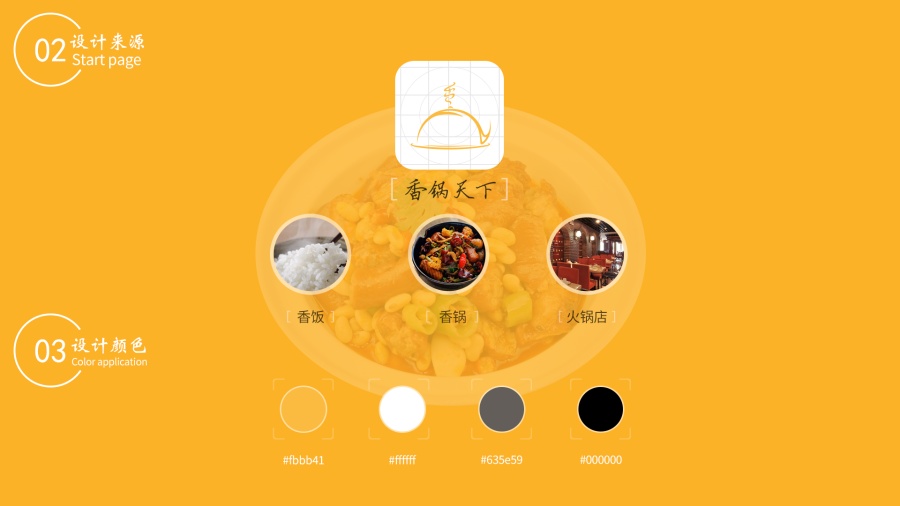 02
设计来源
Start page
[ 香锅天下 ]
[ 香饭 ]
[ 香锅 ]
[ 火锅店 ]
03
设计颜色
Color application
#fbbb41
#ffffff
#635e59
#000000